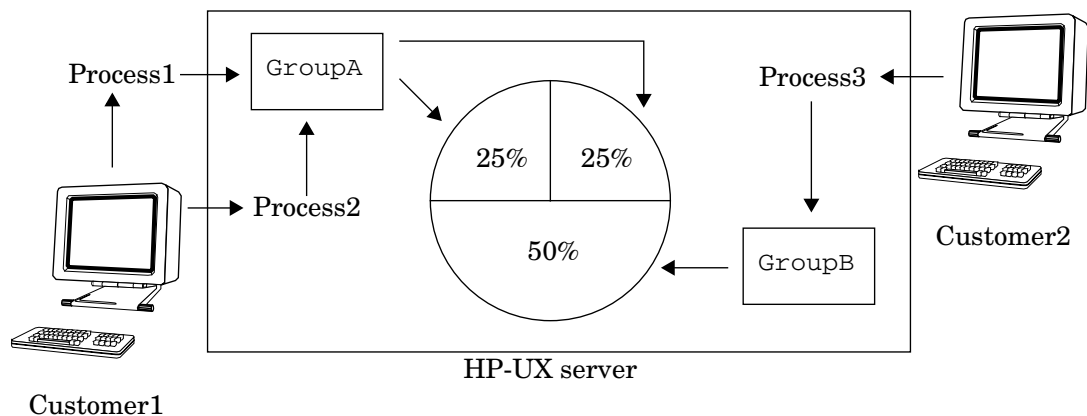 Process1
GroupA
Process3
25%
25%
Process2
50%
GroupB
Customer2
HP-UX server
Customer1